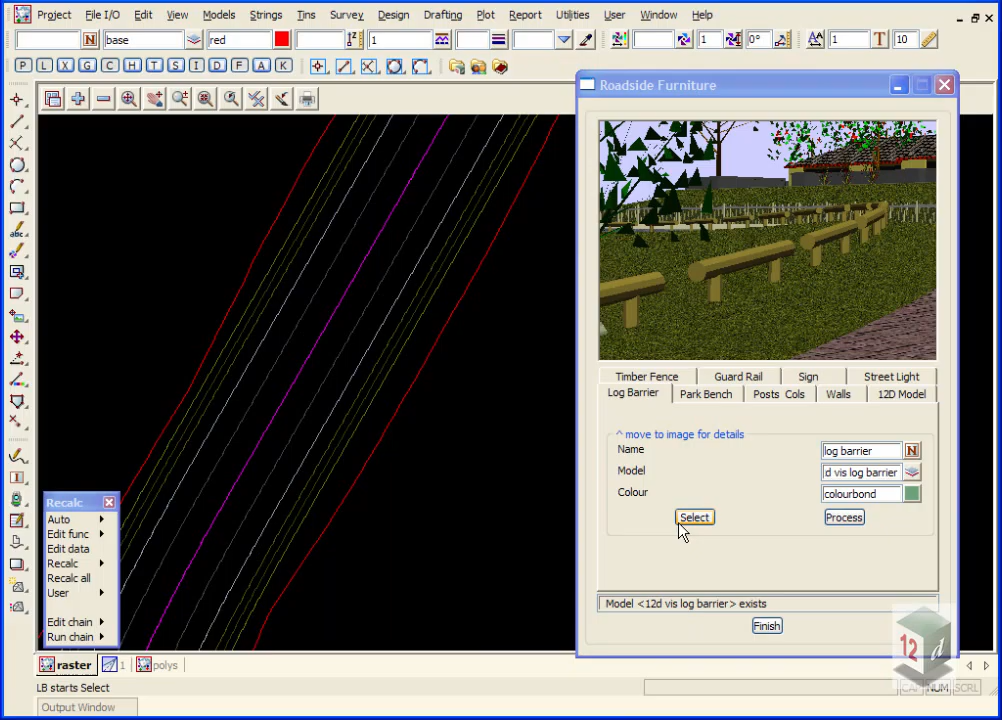 Project File I/O Edit View Models Strings Tins Survey Design Drafting Plot Report Utilities User Window Help
N base red 1 1 0° T 1 10
P L X G C H T S I D F A K
Roadside Furniture
abc
Timber Fence Guard Rail Sign Street Light
Log Barrier Park Bench Posts Cols Walls 12D Model
^ move to image for details
Name log barrier N
Model d vis log barrier
Colour colourbond
Select Process
Model <12d vis log barrier> exists
Finish
Recalc
Auto
Edit func
Edit data
Recalc
Recalc all
User
Edit chain
Run chain
raster 1 polys
12 d
LB starts Select
CAP NUM SCRL
Output Window